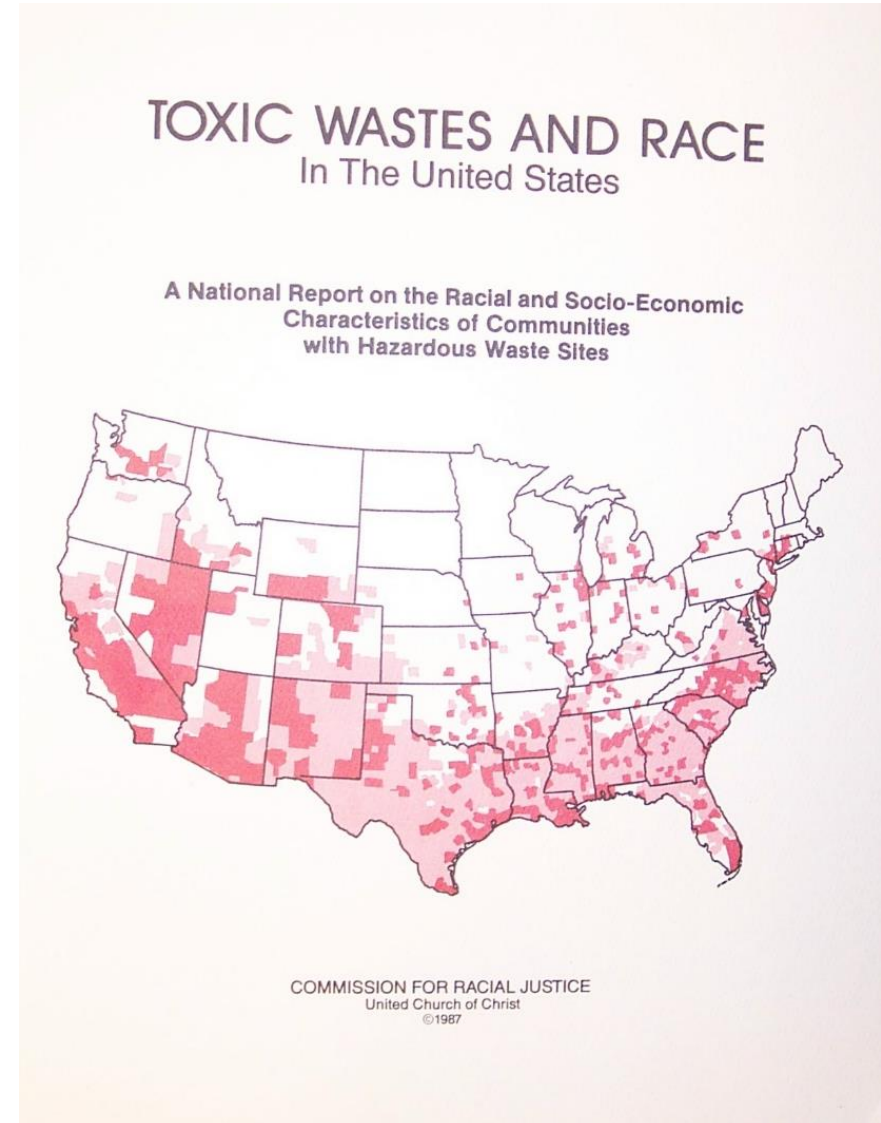 TOXIC WASTES AND RACE
In The United States
A National Report on the Racial and Socio-Economic
Characteristics of Communities
with Hazardous Waste Sites
COMMISSION FOR RACIAL JUSTICE
United Church of Christ
©1987